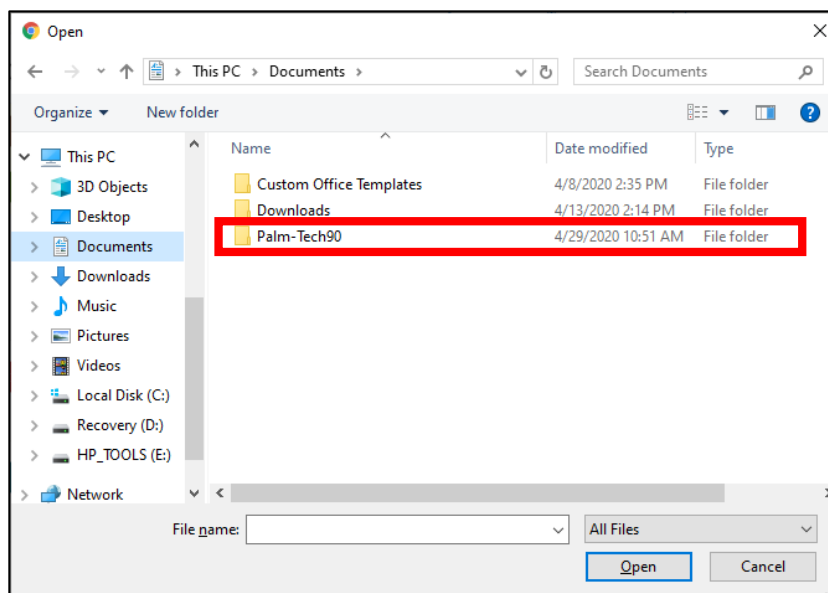 Open
This PC > Documents >
Search Documents
Organize
New folder
Name
Date modified
Type
This PC
3D Objects
Desktop
Documents
Downloads
Music
Pictures
Videos
Local Disk (C:)
Recovery (D:)
HP_TOOLS (E:)
Network
Custom Office Templates 4/8/2020 2:35 PM File folder
Downloads 4/13/2020 2:14 PM File folder
Palm-Tech90 4/29/2020 10:51 AM File folder
File name:
All Files
Open
Cancel